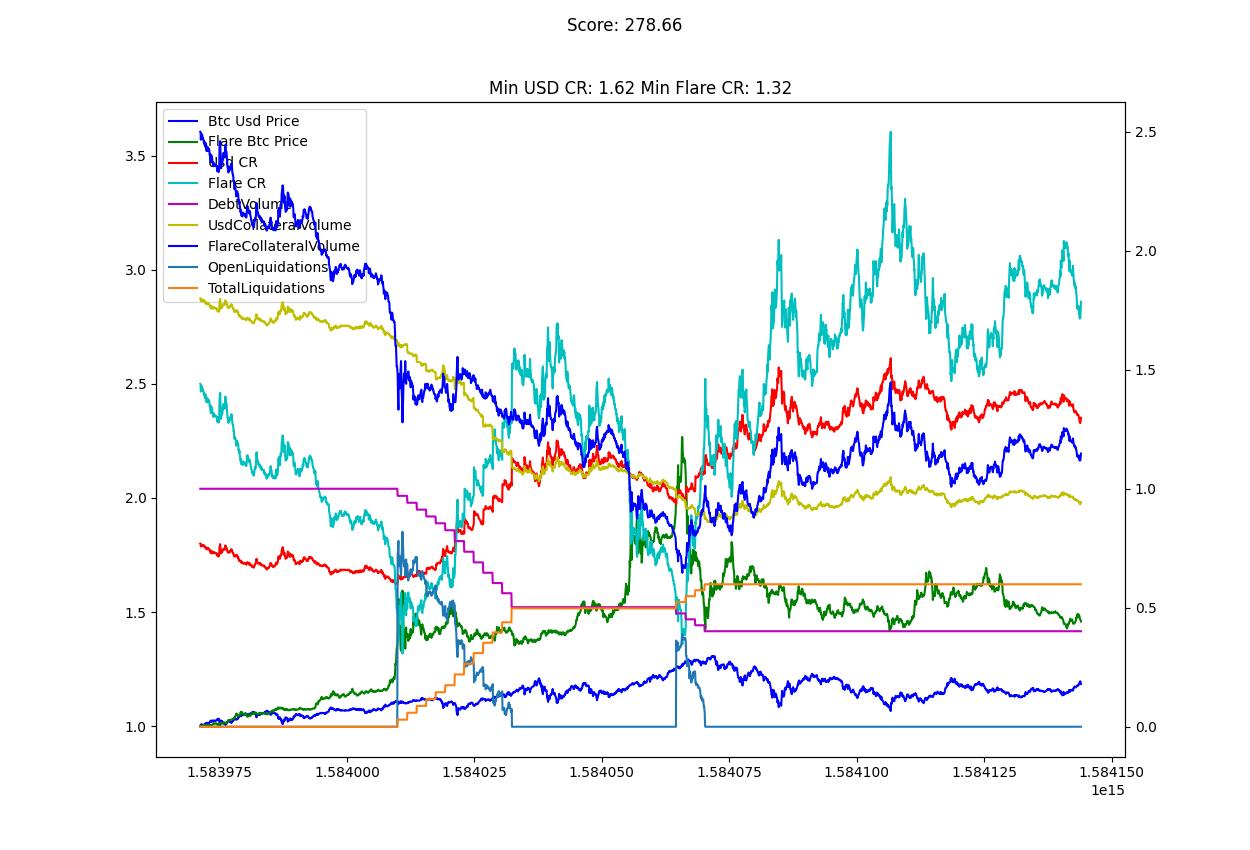 Score: 278.66
Min USD CR: 1.62 Min Flare CR: 1.32
Btc Usd Price
Flare Btc Price
Usd CR
Flare CR
DebtVolume
UsdCollateralVolume
FlareCollateralVolume
OpenLiquidations
TotalLiquidations
3.5
3.0
2.5
2.0
1.5
1.0
2.5
2.0
1.5
1.0
0.5
0.0
1.583975 1.584000 1.584025 1.584050 1.584075 1.584100 1.584125 1.584150
1e15